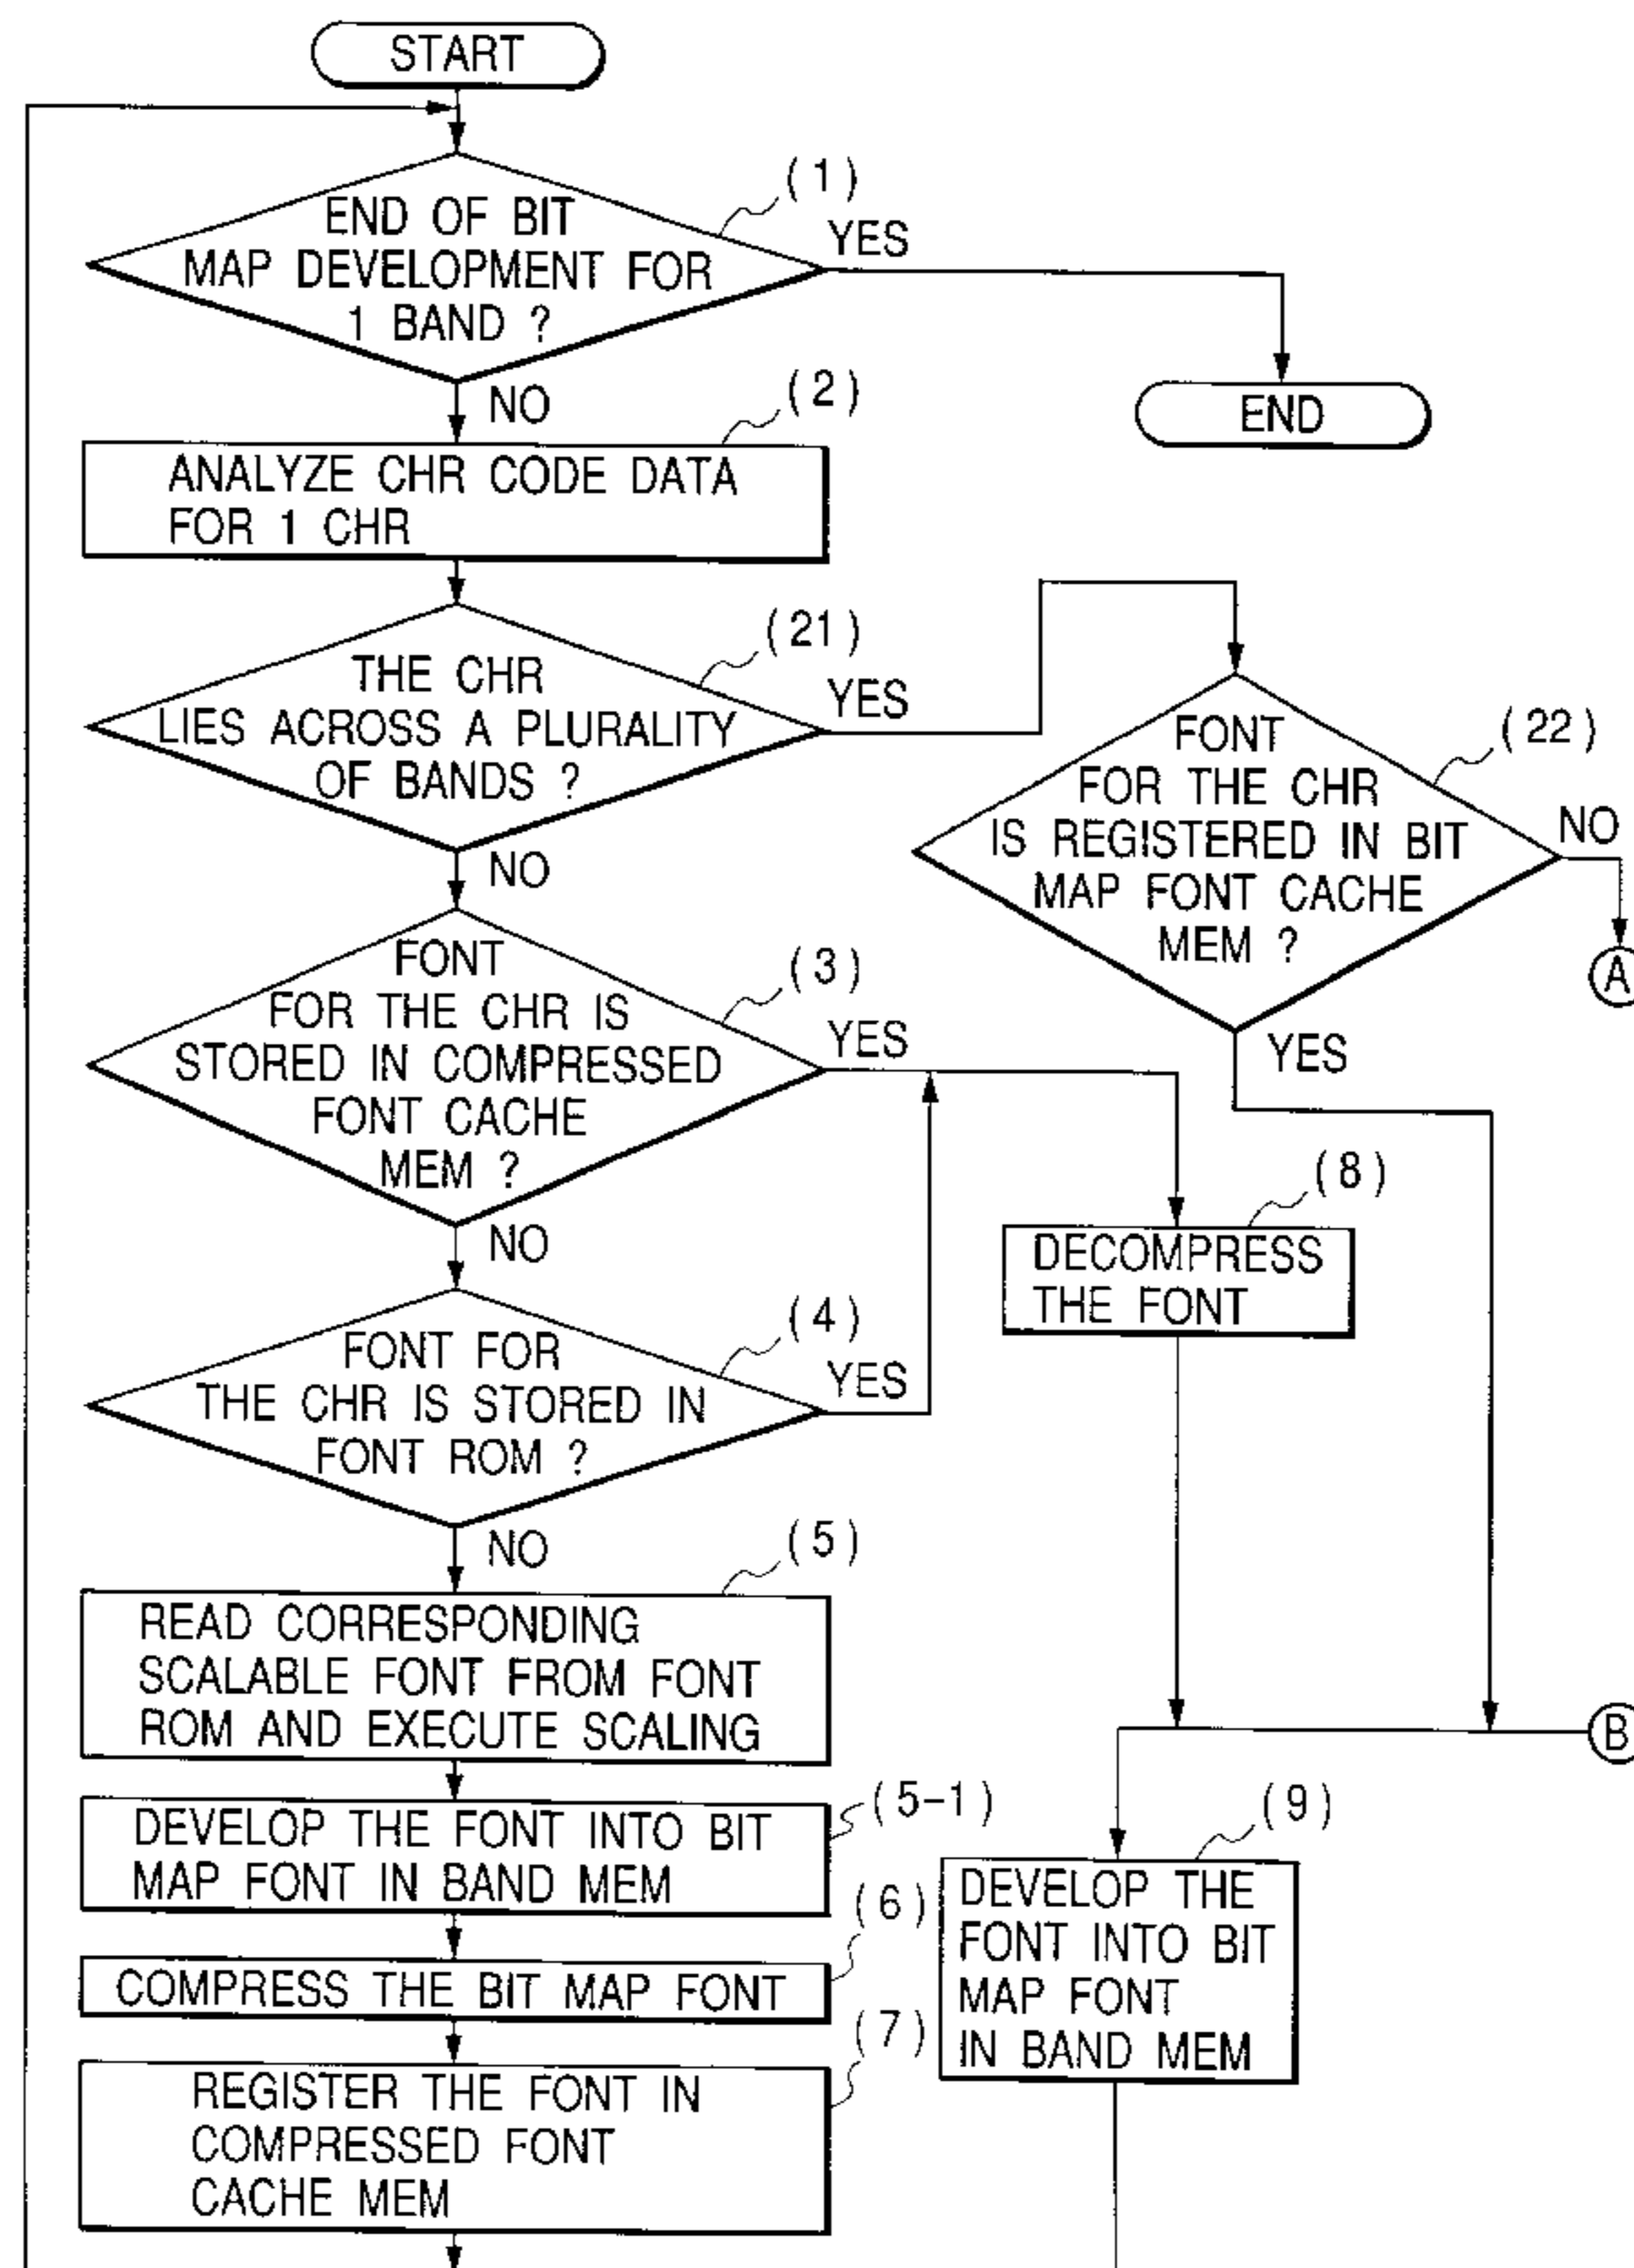 START
(1)
END OF BIT
MAP DEVELOPMENT FOR
1 BAND ?
YES
NO
END
(2)
ANALYZE CHR CODE DATA
FOR 1 CHR
(21)
THE CHR
LIES ACROSS A PLURALITY
OF BANDS ?
YES
NO
(22)
FONT
FOR THE CHR
IS REGISTERED IN BIT
MAP FONT CACHE
MEM ?
NO
A
YES
(3)
FONT
FOR THE CHR IS
STORED IN COMPRESSED
FONT CACHE
MEM ?
YES
NO
(8)
DECOMPRESS
THE FONT
(4)
FONT FOR
THE CHR IS STORED IN
FONT ROM ?
YES
NO
(5)
READ CORRESPONDING
SCALABLE FONT FROM FONT
ROM AND EXECUTE SCALING
B
(5-1)
DEVELOP THE FONT INTO BIT
MAP FONT IN BAND MEM
(9)
DEVELOP THE
FONT INTO BIT
MAP FONT
IN BAND MEM
(6)
COMPRESS THE BIT MAP FONT
(7)
REGISTER THE FONT IN
COMPRESSED FONT
CACHE MEM